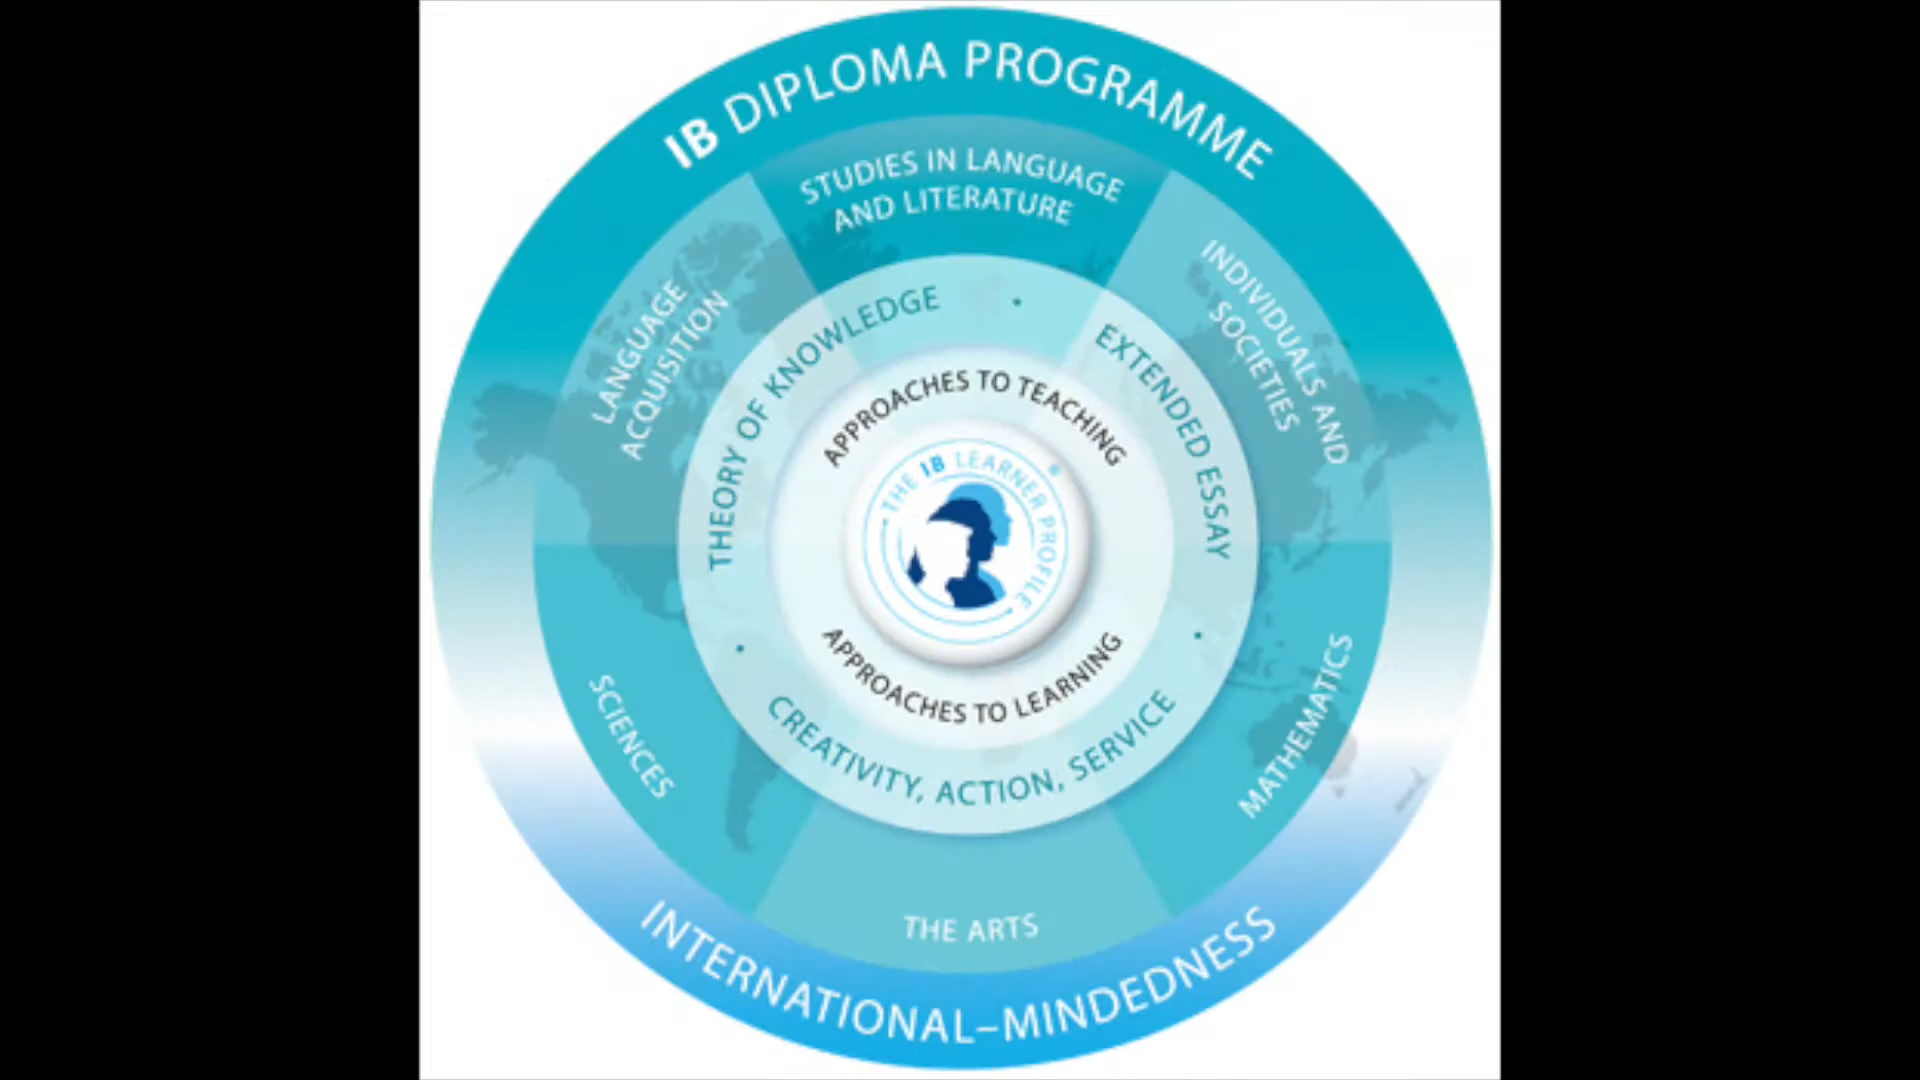 IB DIPLOMA PROGRAMME
STUDIES IN LANGUAGE
AND LITERATURE
LANGUAGE
ACQUISITION
INDIVIDUALS AND
SOCIETIES
THEORY OF KNOWLEDGE
EXTENDED ESSAY
APPROACHES TO TEACHING
THE IB LEARNER PROFILE
APPROACHES TO LEARNING
CREATIVITY, ACTION, SERVICE
SCIENCES
MATHEMATICS
THE ARTS
INTERNATIONAL–MINDEDNESS